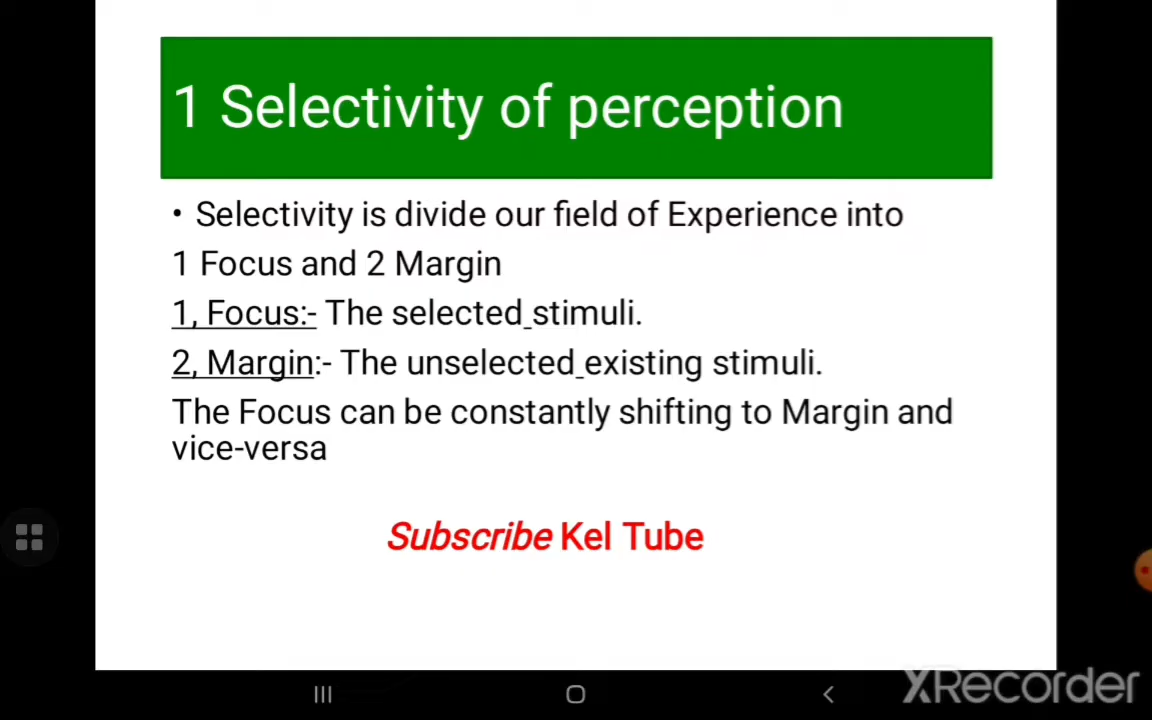 1 Selectivity of perception
• Selectivity is divide our field of Experience into
1 Focus and 2 Margin
1, Focus:- The selected stimuli.
2, Margin:- The unselected existing stimuli.
The Focus can be constantly shifting to Margin and
vice-versa
Subscribe Kel Tube
XRecorder